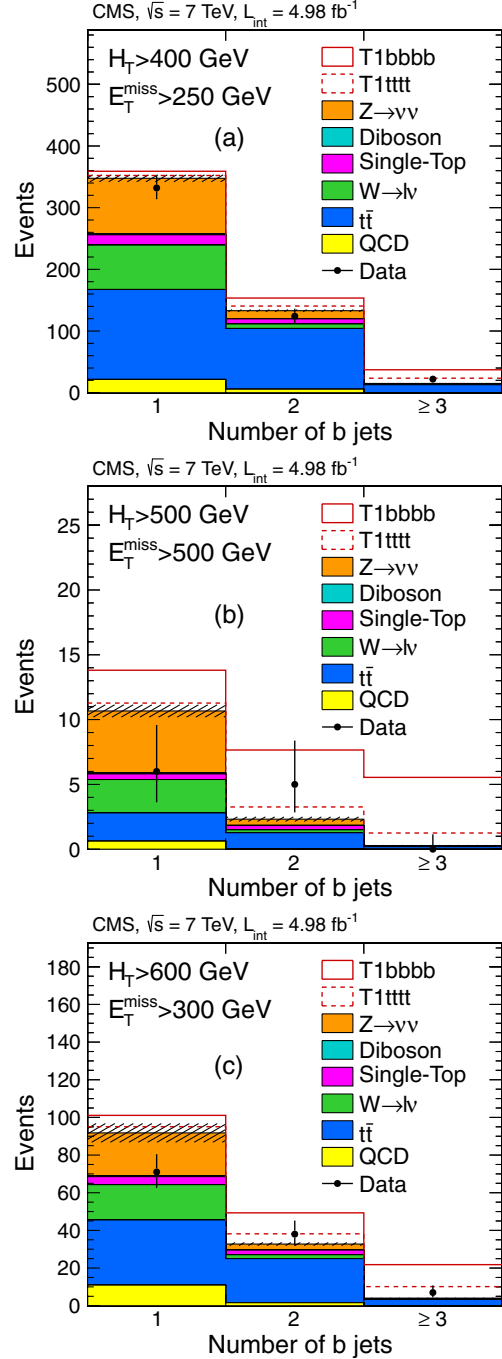 CMS, √s = 7 TeV, L_int = 4.98 fb⁻¹
H_T>400 GeV
E_T^miss>250 GeV
(a)
T1bbbb
T1tttt
Z→νν
Diboson
Single-Top
W→lν
tt̄
QCD
Data
Events
500
400
300
200
100
0
1 2 ≥ 3
Number of b jets
CMS, √s = 7 TeV, L_int = 4.98 fb⁻¹
H_T>500 GeV
E_T^miss>500 GeV
(b)
T1bbbb
T1tttt
Z→νν
Diboson
Single-Top
W→lν
tt̄
QCD
Data
Events
25
20
15
10
5
0
1 2 ≥ 3
Number of b jets
CMS, √s = 7 TeV, L_int = 4.98 fb⁻¹
H_T>600 GeV
E_T^miss>300 GeV
(c)
T1bbbb
T1tttt
Z→νν
Diboson
Single-Top
W→lν
tt̄
QCD
Data
Events
180
160
140
120
100
80
60
40
20
0
1 2 ≥ 3
Number of b jets